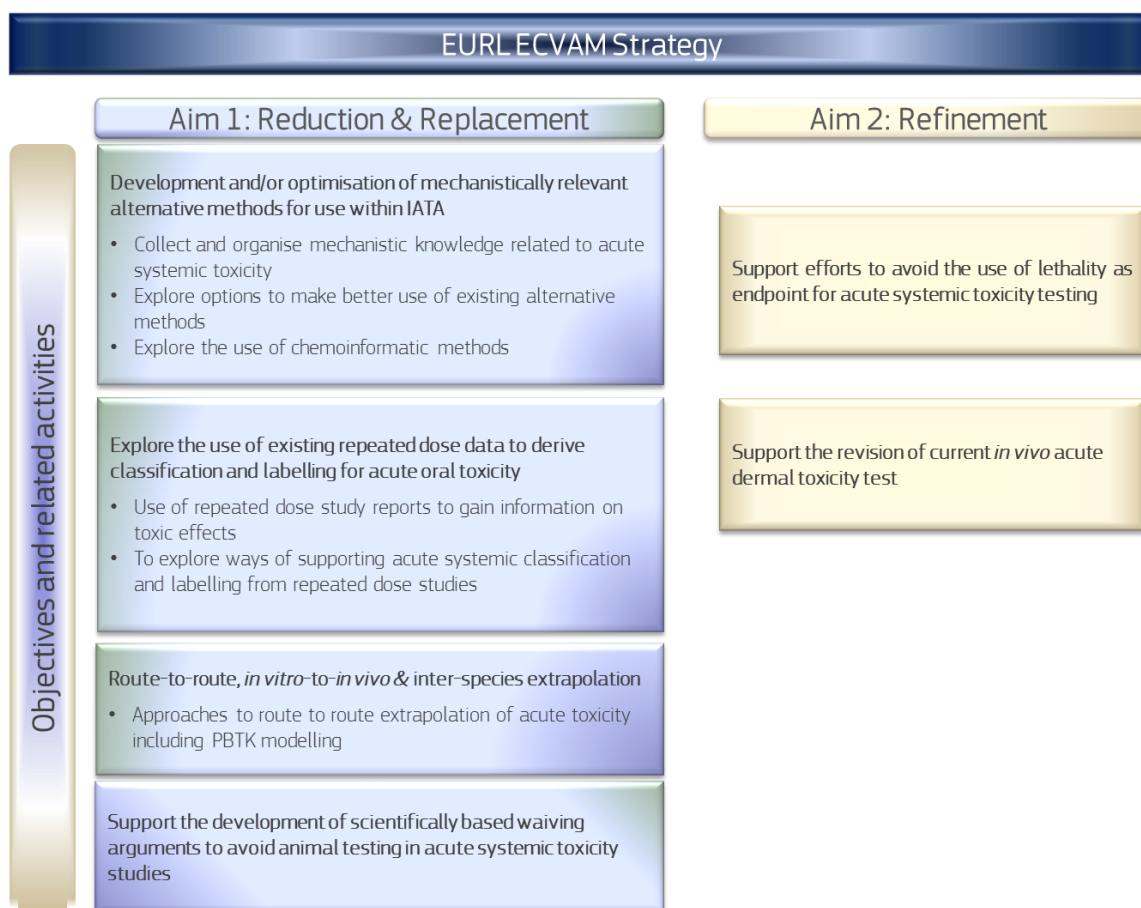 EURL ECVAM Strategy
Aim 1: Reduction & Replacement
Aim 2: Refinement
Objectives and related activities
Development and/or optimisation of mechanistically relevant
alternative methods for use within IATA
• Collect and organise mechanistic knowledge related to acute
systemic toxicity
• Explore options to make better use of existing alternative
methods
• Explore the use of chemoinformatic methods
Explore the use of existing repeated dose data to derive
classification and labelling for acute oral toxicity
• Use of repeated dose study reports to gain information on
toxic effects
• To explore ways of supporting acute systemic classification
and labelling from repeated dose studies
Route-to-route, in vitro-to-in vivo & inter-species extrapolation
• Approaches to route to route extrapolation of acute toxicity
including PBTK modelling
Support the development of scientifically based waiving
arguments to avoid animal testing in acute systemic toxicity
studies
Support efforts to avoid the use of lethality as
endpoint for acute systemic toxicity testing
Support the revision of current in vivo acute
dermal toxicity test